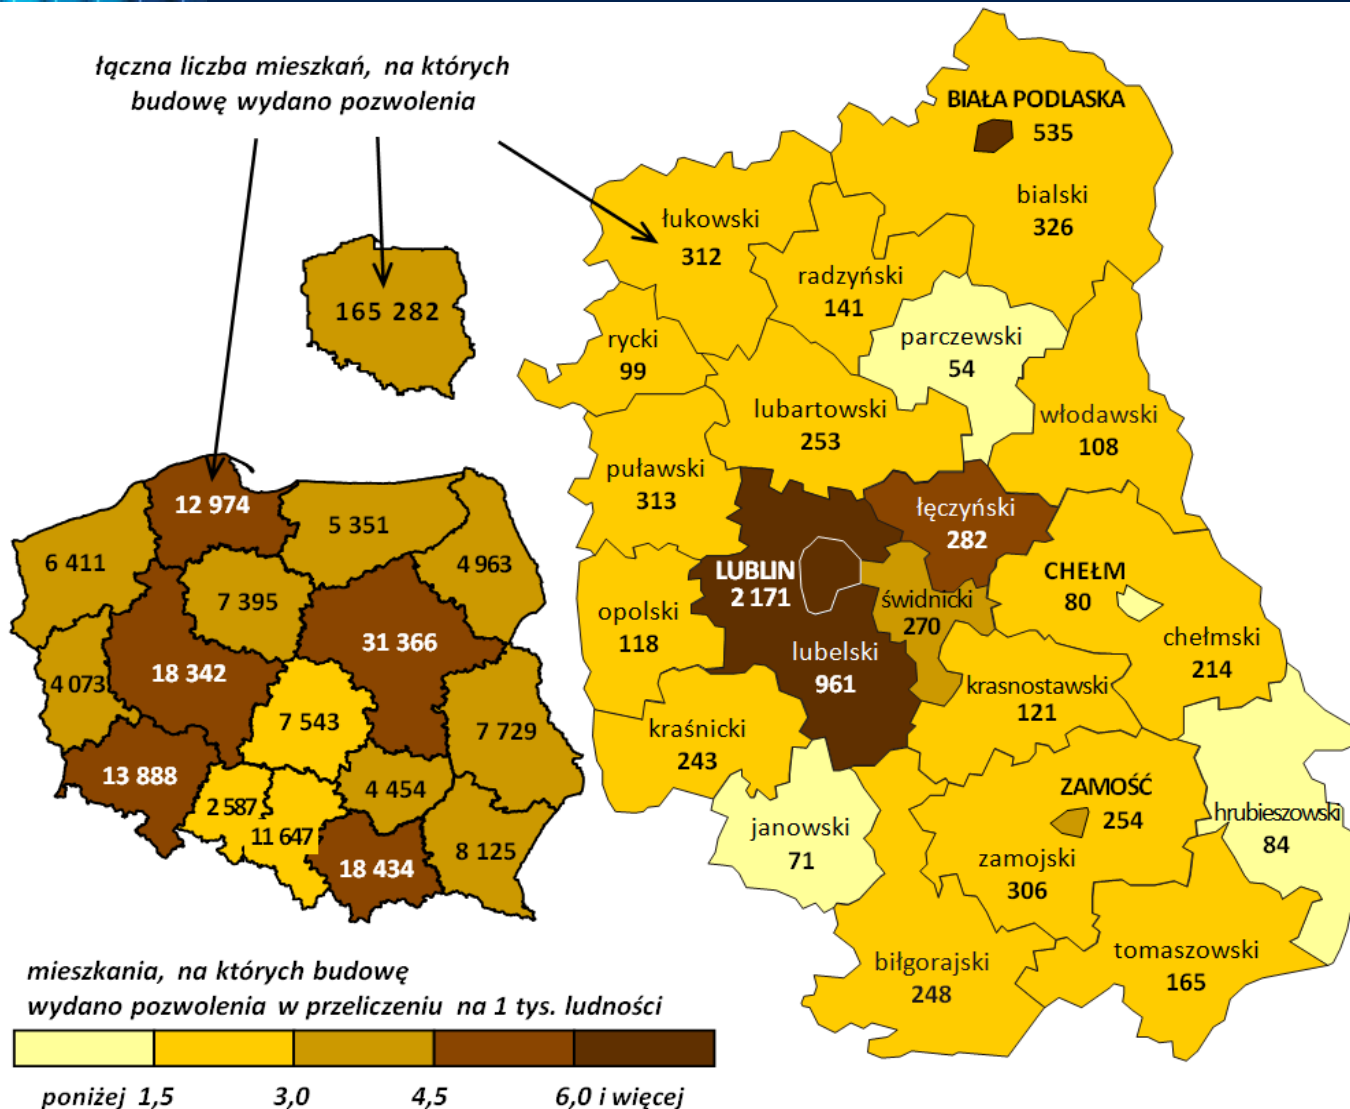 łączna liczba mieszkań, na których
budowę wydano pozwolenia
165 282
12 974
5 351
6 411
4 963
7 395
31 366
18 342
4 073
7 543
7 729
13 888
4 454
2 587
11 647
8 125
18 434
BIAŁA PODLASKA
535
bialski
326
łukowski
312
radzyński
141
parczewski
54
rycki
99
lubartowski
253
włodawski
108
puławski
313
łęczyński
282
LUBLIN
2 171
CHEŁM
80
opolski
118
świdnicki
270
chełmski
214
lubelski
961
krasnostawski
121
kraśnicki
243
ZAMOŚĆ
254
hrubieszowski
84
janowski
71
zamojski
306
biłgorajski
248
tomaszowski
165
mieszkania, na których budowę
wydano pozwolenia w przeliczeniu na 1 tys. ludności
poniżej 1,5 3,0 4,5 6,0 i więcej